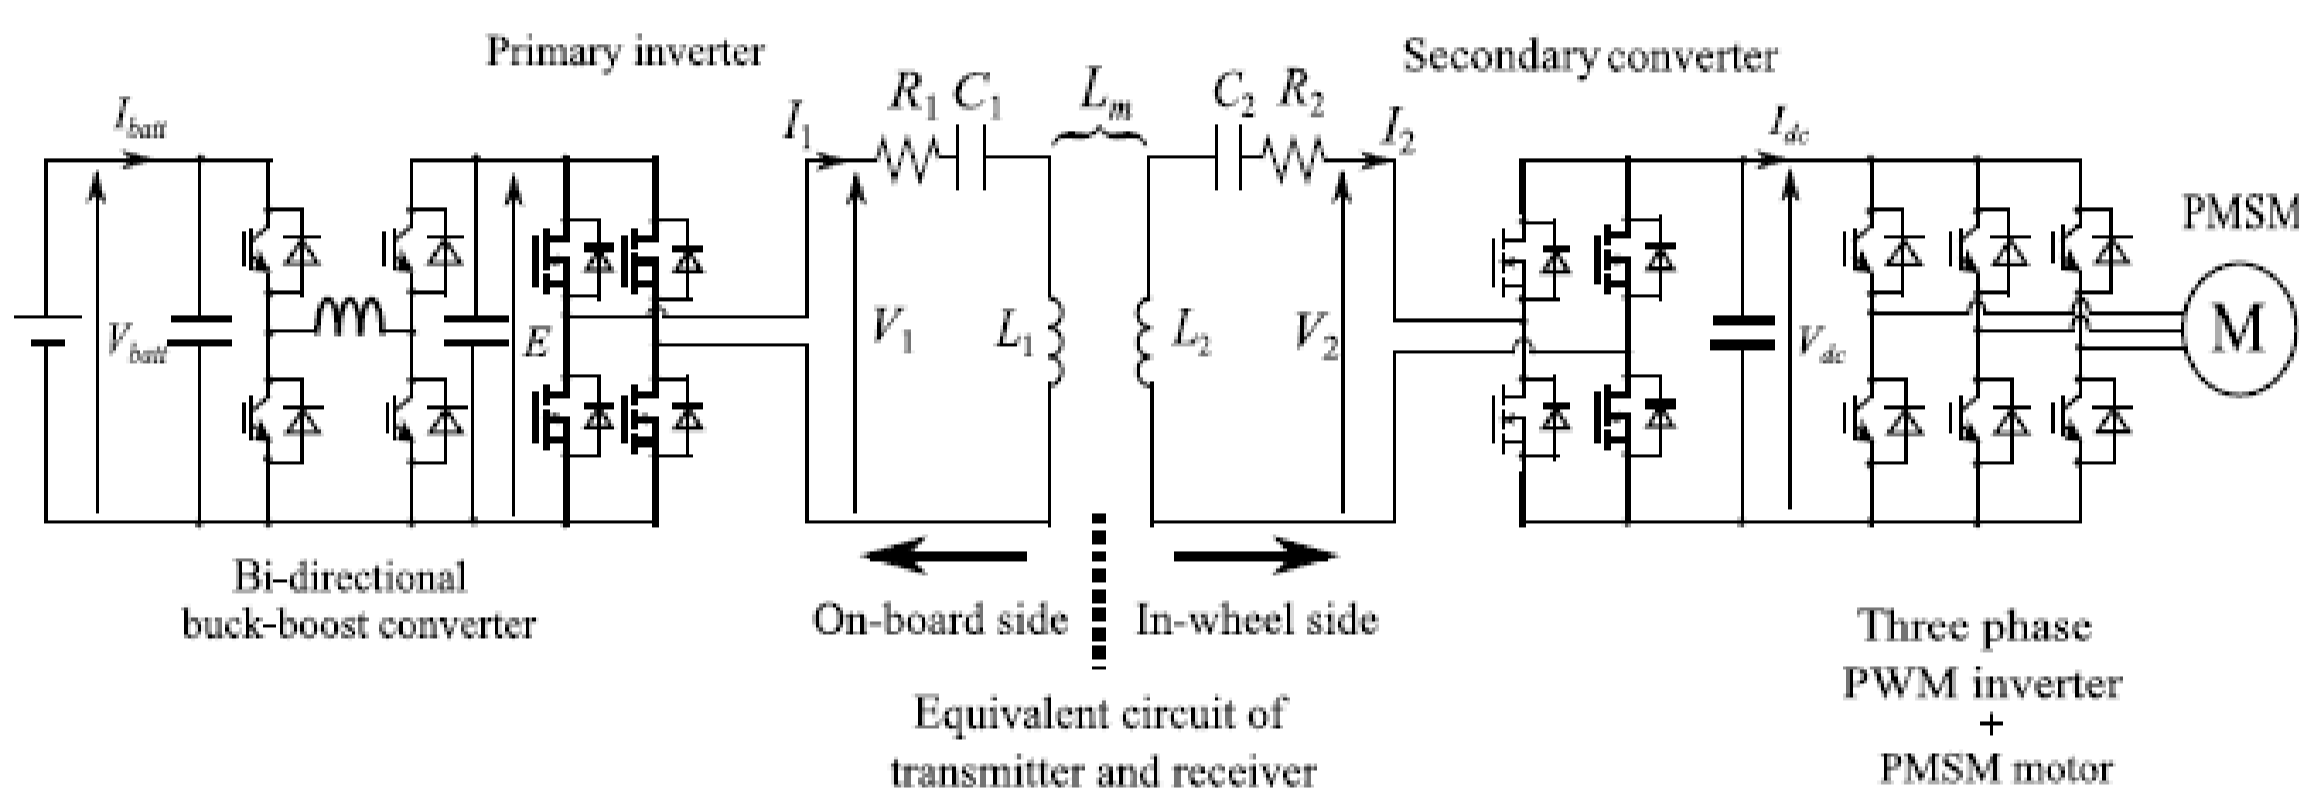 Primary inverter
Secondary converter
I_batt
I_1
R_1 C_1
L_m
C_2 R_2
I_2
I_dc
PMSM
V_batt
E
V_1
L_1
L_2
V_2
V_dc
M
Bi-directional
buck-boost converter
On-board side
In-wheel side
Equivalent circuit of
transmitter and receiver
Three phase
PWM inverter
+
PMSM motor